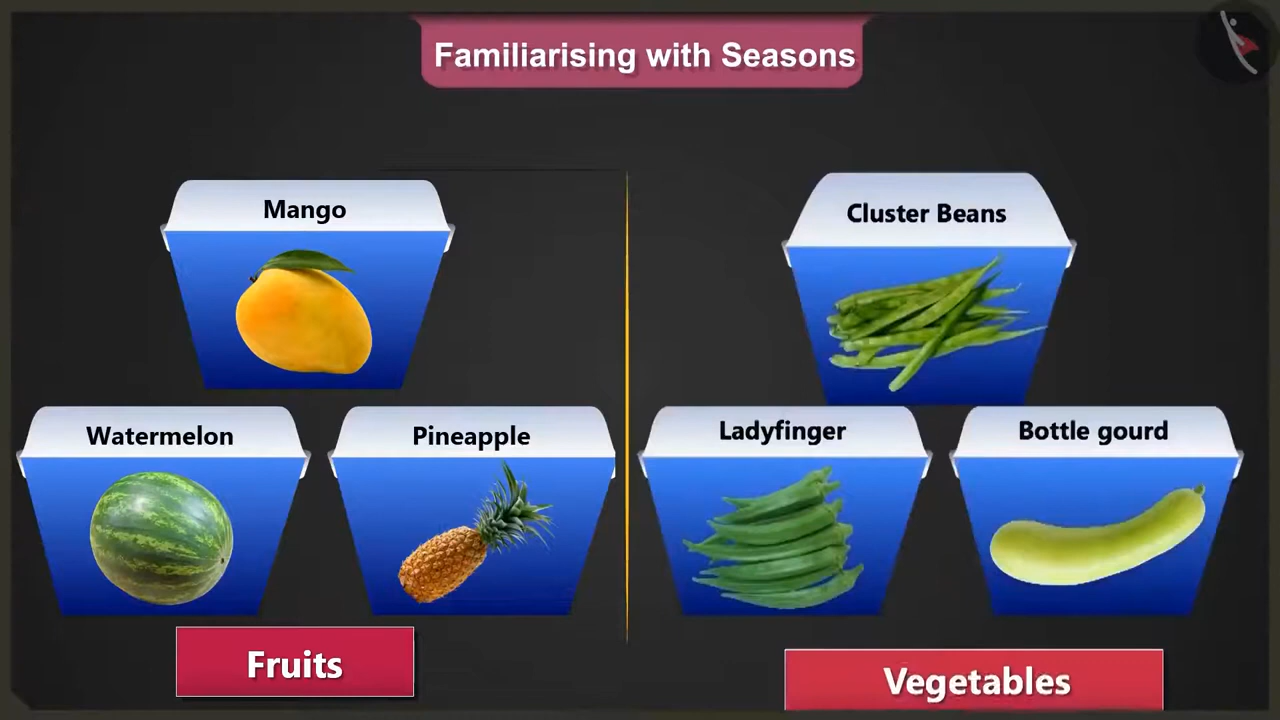 Familiarising with Seasons
Mango
Watermelon
Pineapple
Fruits
Cluster Beans
Ladyfinger
Bottle gourd
Vegetables